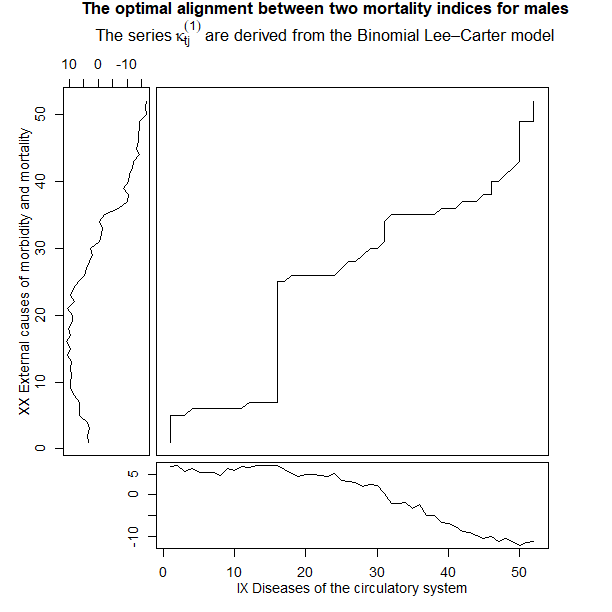 The optimal alignment between two mortality indices for males
The series κtj(1) are derived from the Binomial Lee–Carter model
10 0 -10
XX External causes of morbidity and mortality
50
40
30
20
10
0
5
0
-10
0 10 20 30 40 50
IX Diseases of the circulatory system